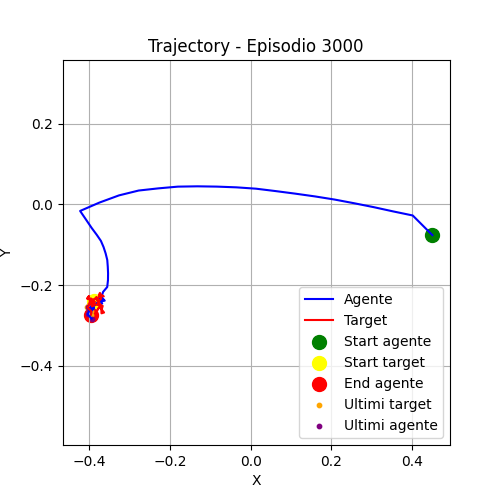 Trajectory - Episodio 3000
Y
0.2
0.0
−0.2
−0.4
−0.4
−0.2
0.0
0.2
0.4
X
Agente
Target
Start agente
Start target
End agente
Ultimi target
Ultimi agente